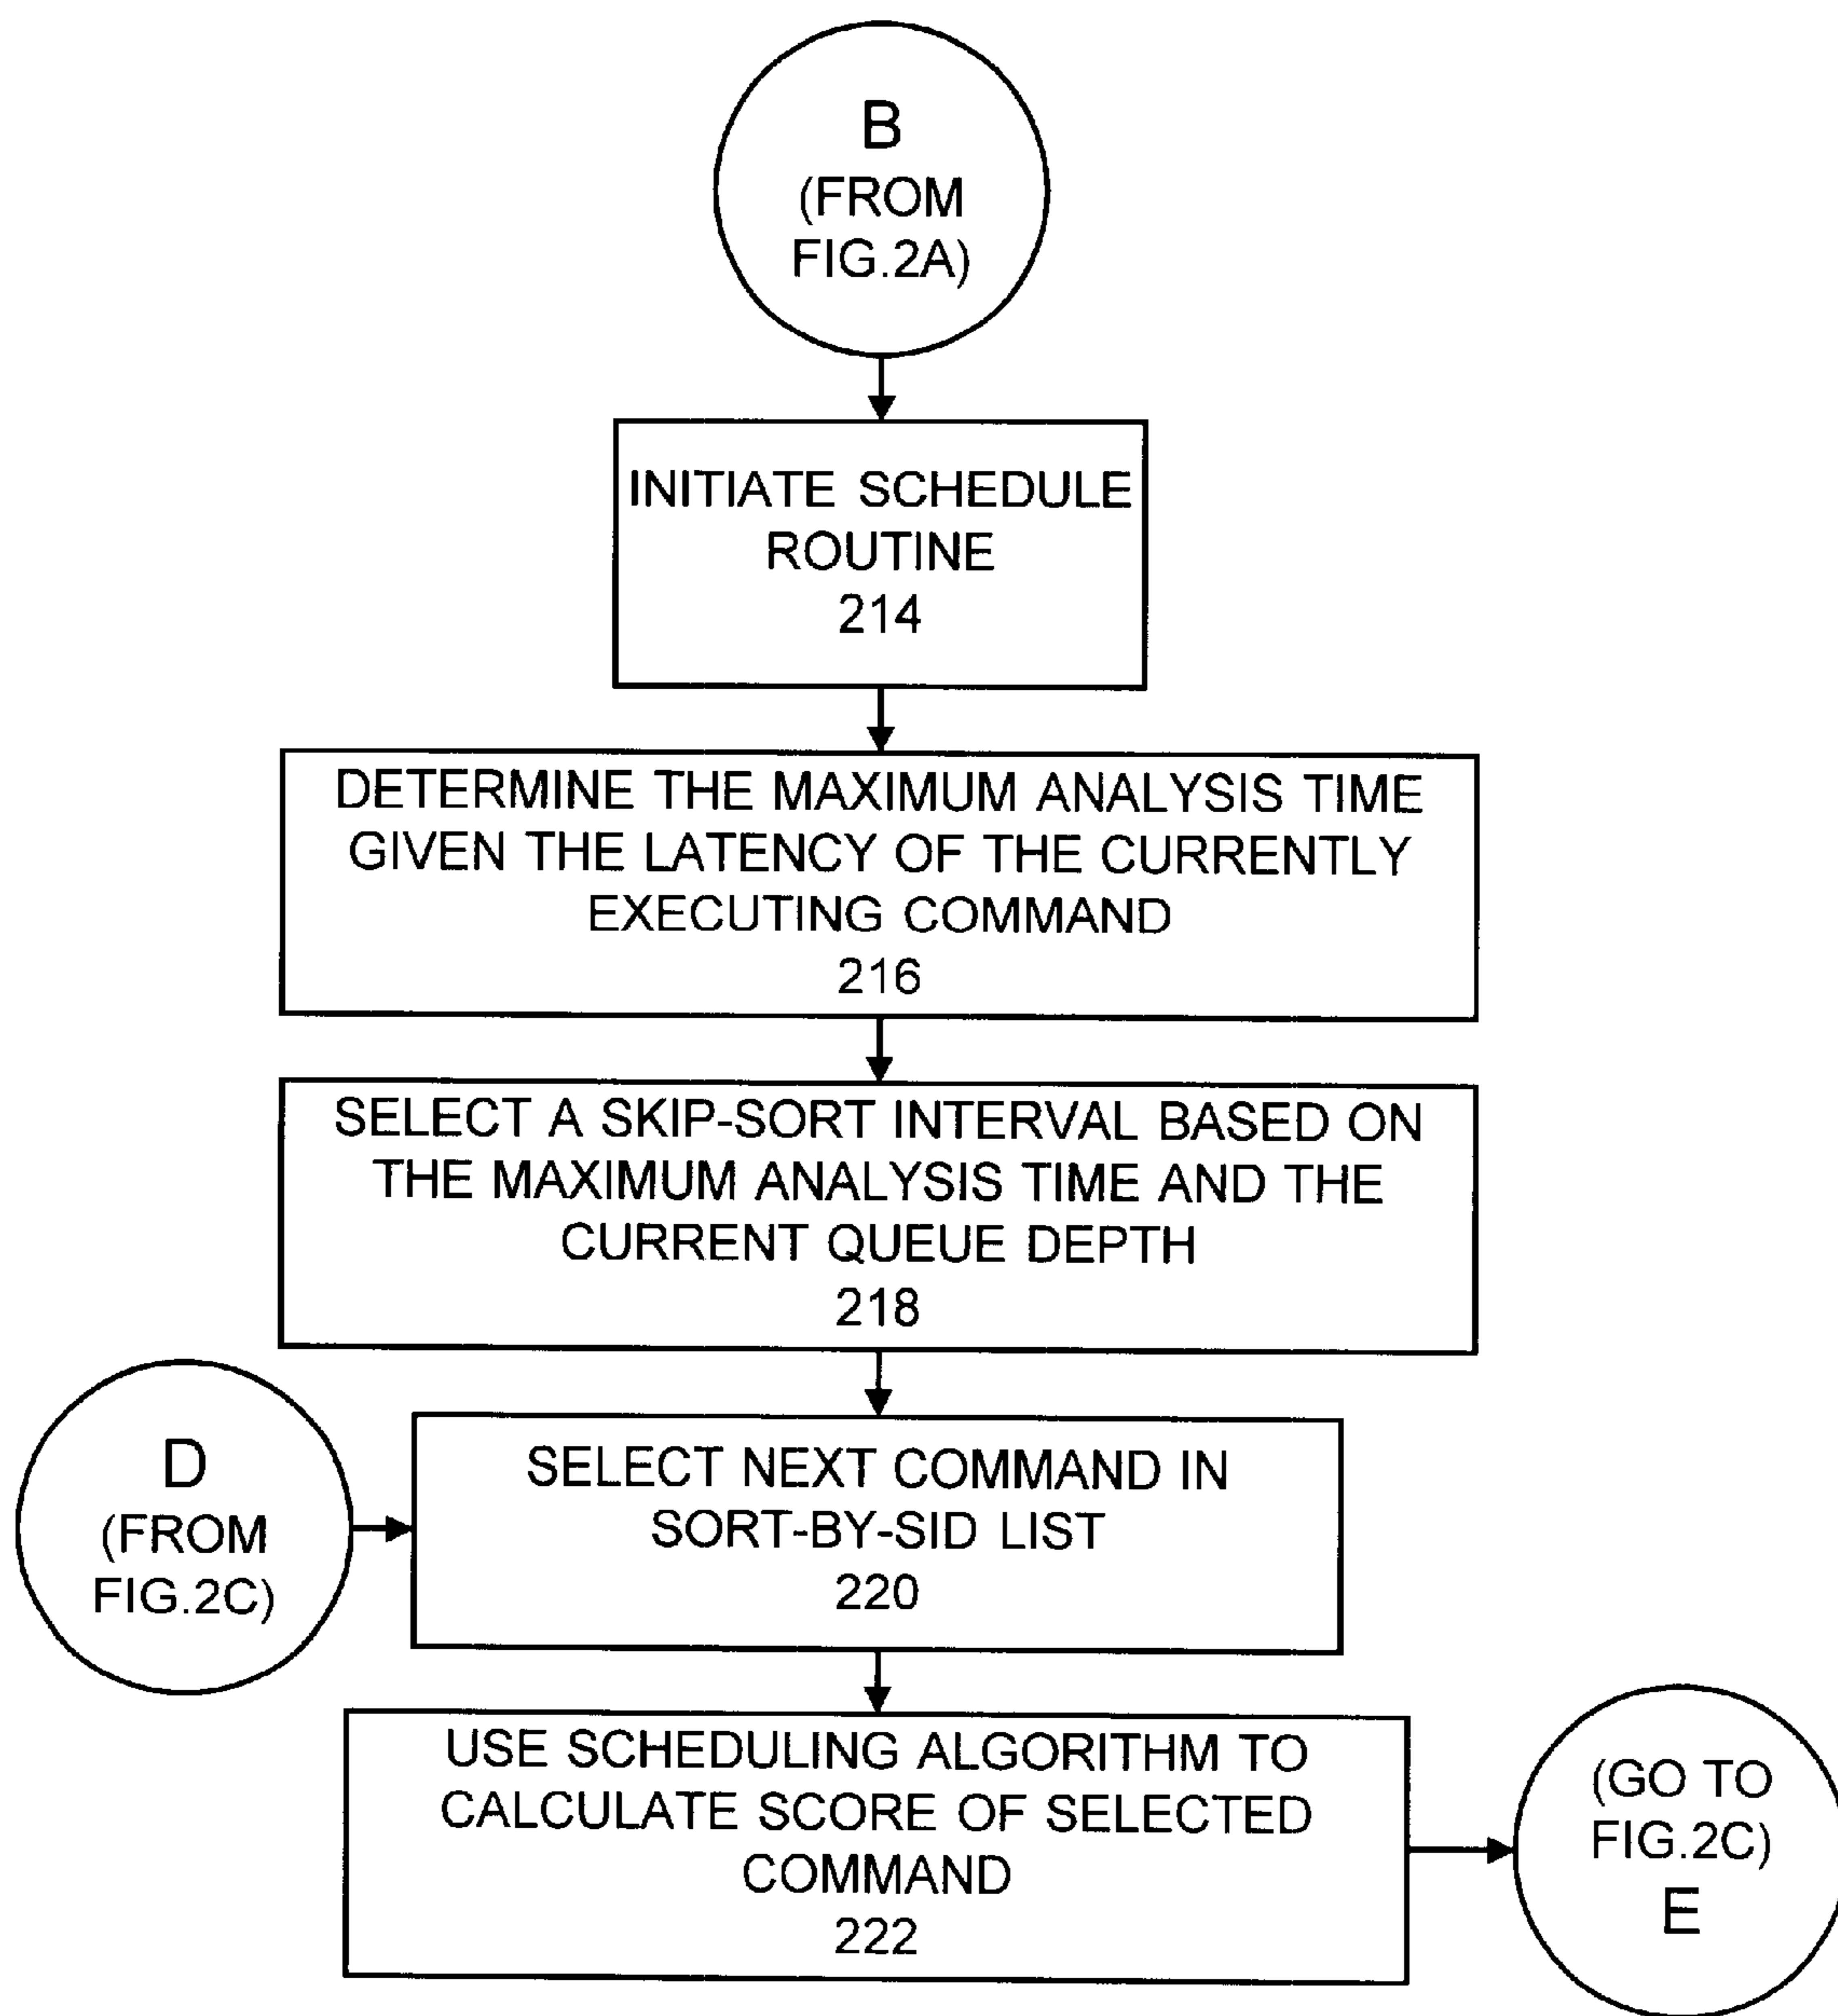 B
(FROM
FIG.2A)
INITIATE SCHEDULE
ROUTINE
214
DETERMINE THE MAXIMUM ANALYSIS TIME
GIVEN THE LATENCY OF THE CURRENTLY
EXECUTING COMMAND
216
SELECT A SKIP-SORT INTERVAL BASED ON
THE MAXIMUM ANALYSIS TIME AND THE
CURRENT QUEUE DEPTH
218
D
(FROM
FIG.2C)
SELECT NEXT COMMAND IN
SORT-BY-SID LIST
220
USE SCHEDULING ALGORITHM TO
CALCULATE SCORE OF SELECTED
COMMAND
222
(GO TO
FIG.2C)
E